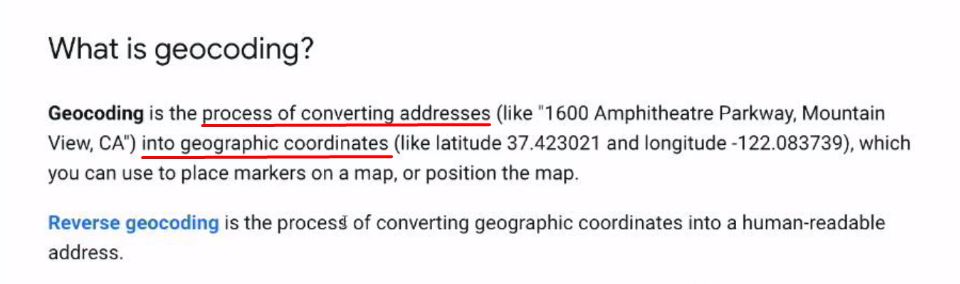 What is geocoding?
Geocoding is the process of converting addresses (like "1600 Amphitheatre Parkway, Mountain
View, CA") into geographic coordinates (like latitude 37.423021 and longitude -122.083739), which
you can use to place markers on a map, or position the map.
Reverse geocoding is the process of converting geographic coordinates into a human-readable
address.